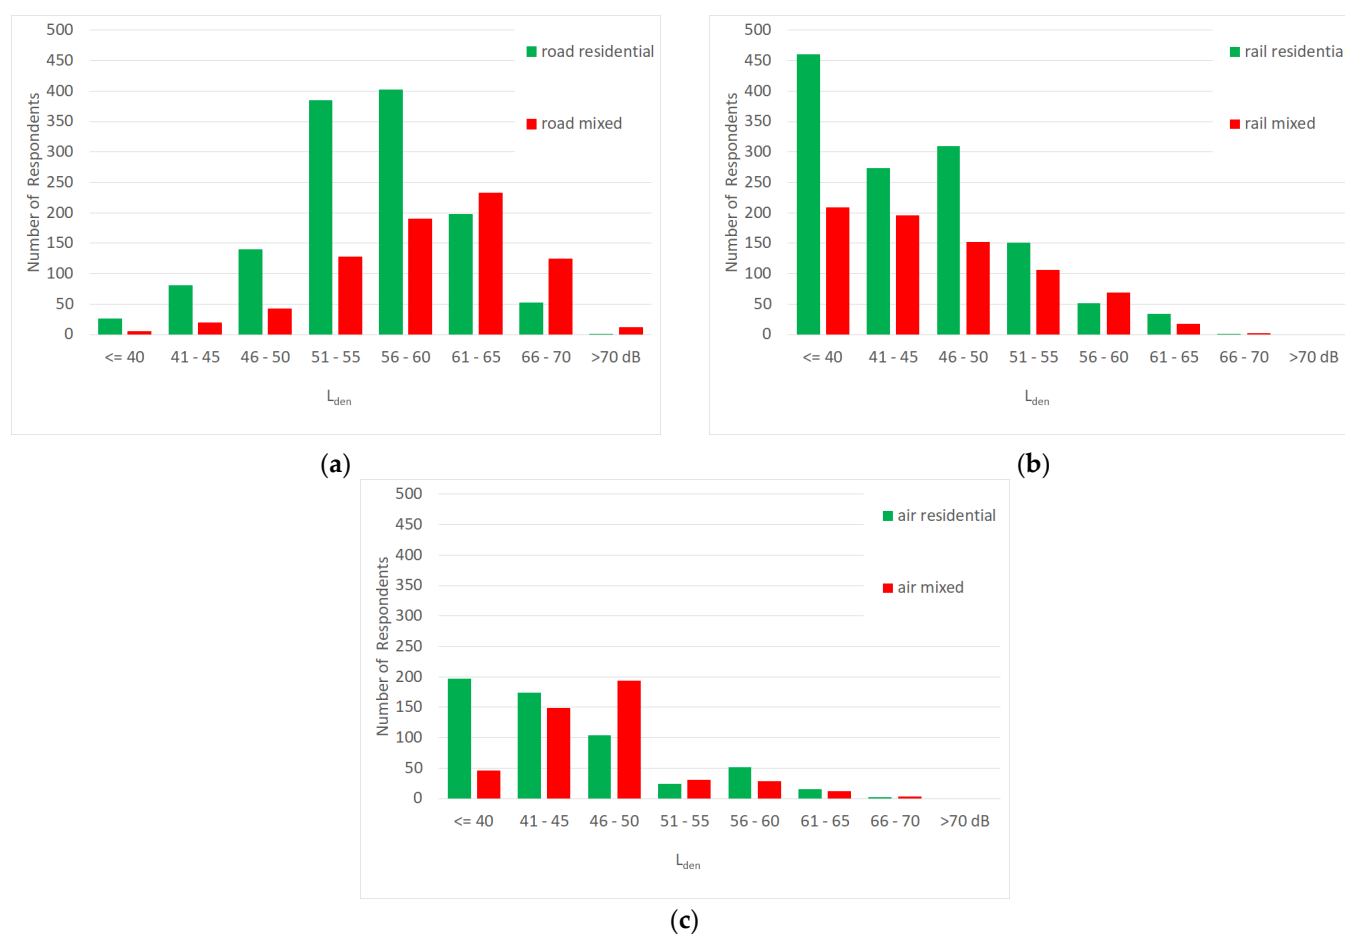 500
450
400
350
300
250
200
150
100
50
0
Number of Respondents
road residential
road mixed
<= 40 41 - 45 46 - 50 51 - 55 56 - 60 61 - 65 66 - 70 >70 dB
Lden
(a)
500
450
400
350
300
250
200
150
100
50
0
Number of Respondents
rail residentia
rail mixed
<= 40 41 - 45 46 - 50 51 - 55 56 - 60 61 - 65 66 - 70 >70 dB
Lden
(b)
500
450
400
350
300
250
200
150
100
50
0
Number of Respondents
air residential
air mixed
<= 40 41 - 45 46 - 50 51 - 55 56 - 60 61 - 65 66 - 70 >70 dB
Lden
(c)